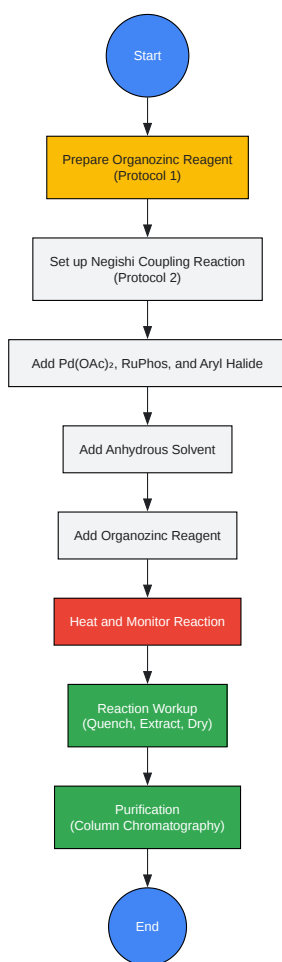 Start
Prepare Organozinc Reagent
(Protocol 1)
Set up Negishi Coupling Reaction
(Protocol 2)
Add Pd(OAc)₂, RuPhos, and Aryl Halide
Add Anhydrous Solvent
Add Organozinc Reagent
Heat and Monitor Reaction
Reaction Workup
(Quench, Extract, Dry)
Purification
(Column Chromatography)
End